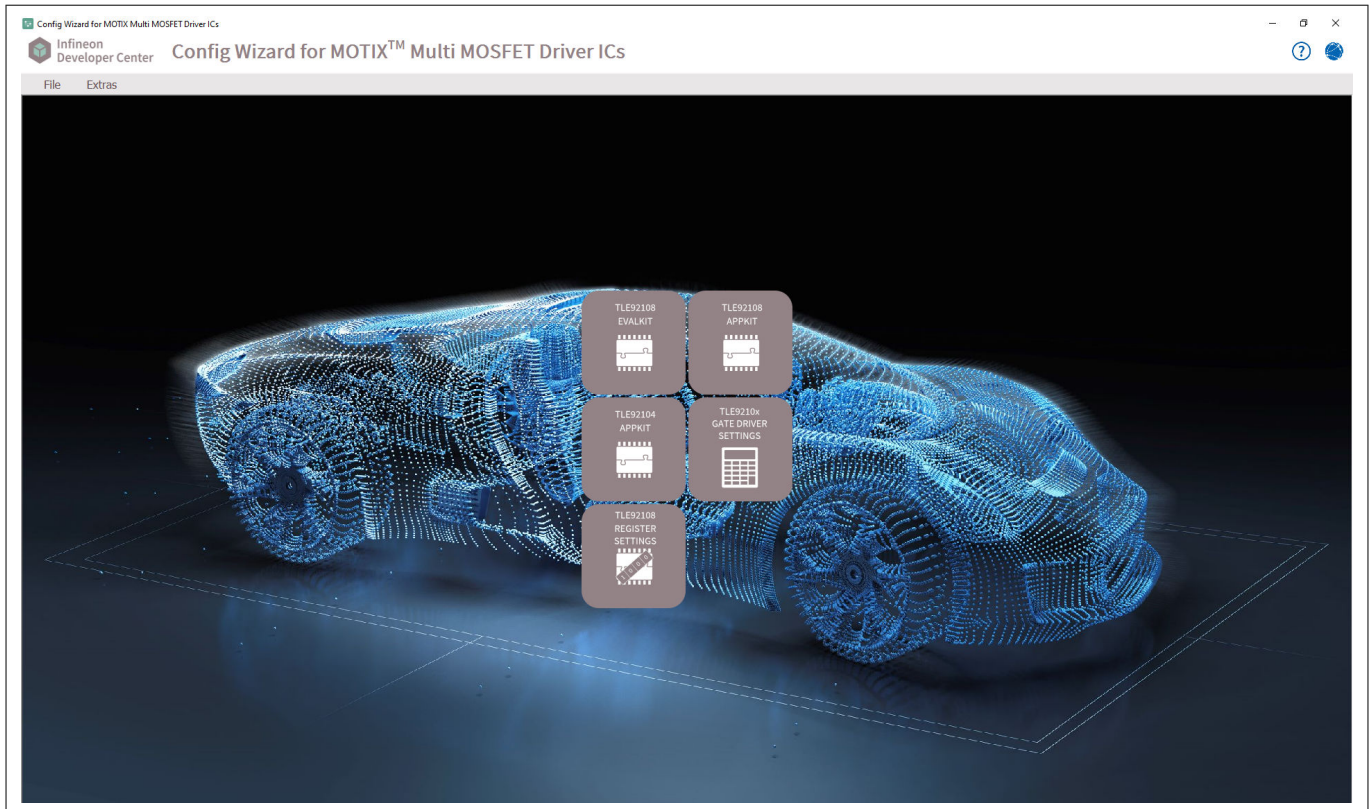 Config Wizard for MOTIX Multi MOSFET Driver ICs
Infineon
Developer Center
Config Wizard for MOTIX™ Multi MOSFET Driver ICs
?
File
Extras
TLE92108
EVALKIT
TLE92108
APPKIT
TLE92104
APPKIT
TLE9210x
GATE DRIVER
SETTINGS
TLE92108
REGISTER
SETTINGS